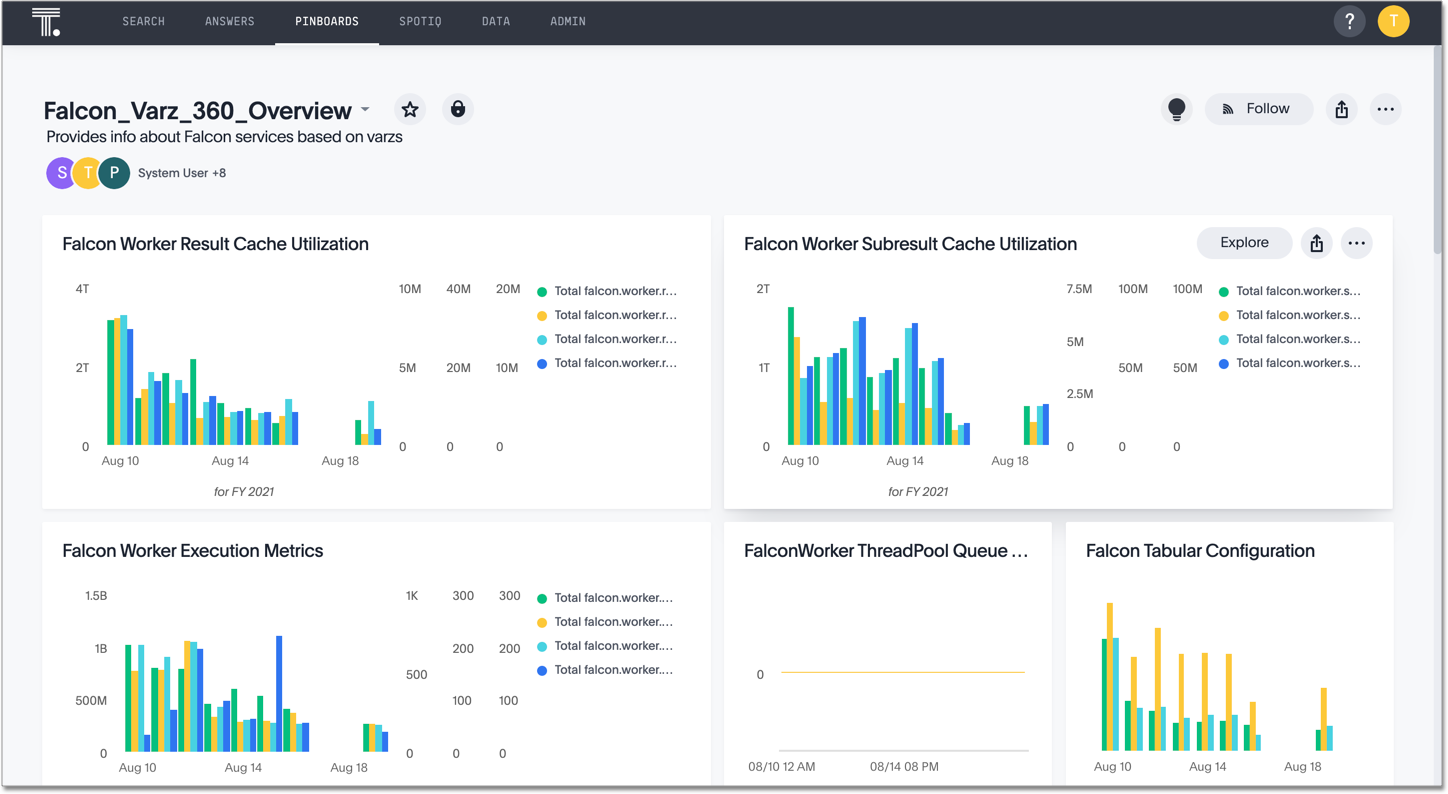 SEARCH ANSWERS PINBOARDS SPOTIQ DATA ADMIN ? T
Falcon_Varz_360_Overview
Follow
Provides info about Falcon services based on varzs
S T P System User +8
Falcon Worker Result Cache Utilization
4T 10M 40M 20M
2T 5M 20M 10M
0 0 0 0
Total falcon.worker.r…
Total falcon.worker.r…
Total falcon.worker.r…
Total falcon.worker.r…
Aug 10 Aug 14 Aug 18
for FY 2021
Falcon Worker Subresult Cache Utilization
Explore
2T 7.5M 100M 100M
5M
1T 50M 50M
2.5M
0 0 0 0
Total falcon.worker.s…
Total falcon.worker.s…
Total falcon.worker.s…
Total falcon.worker.s…
Aug 10 Aug 14 Aug 18
for FY 2021
Falcon Worker Execution Metrics
1.5B 1K 300 300
1B 200 200
500
500M 100 100
0 0 0 0
Total falcon.worker.…
Total falcon.worker.…
Total falcon.worker.…
Total falcon.worker.…
Aug 10 Aug 14 Aug 18
FalconWorker ThreadPool Queue …
0
08/10 12 AM 08/14 08 PM
Falcon Tabular Configuration
Aug 10 Aug 14 Aug 18